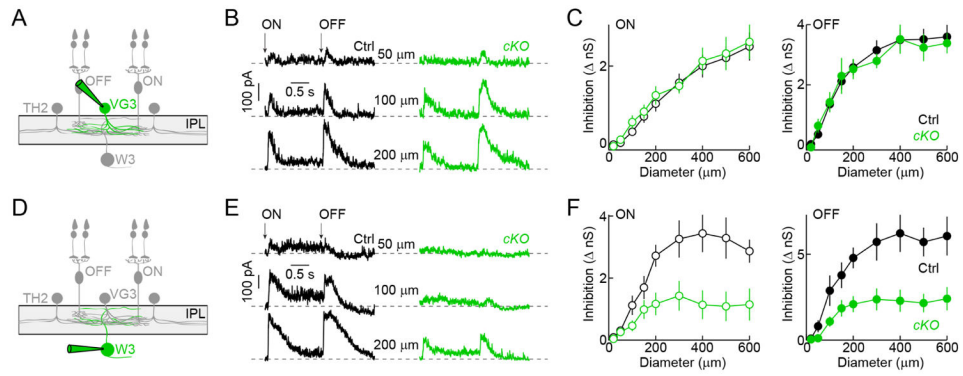 A
OFF
ON
TH2
VG3
IPL
W3
B
ON
OFF
Ctrl
cKO
50 μm
100 pA
0.5 s
100 μm
200 μm
C
ON
OFF
Inhibition (Δ nS)
2
0
0
200
400
600
Diameter (μm)
Inhibition (Δ nS)
4
2
0
Ctrl
cKO
0
200
400
600
Diameter (μm)
D
OFF
ON
TH2
VG3
IPL
W3
E
ON
OFF
Ctrl
cKO
50 μm
100 pA
0.5 s
100 μm
200 μm
F
ON
OFF
Inhibition (Δ nS)
4
2
0
0
200
400
600
Diameter (μm)
Inhibition (Δ nS)
5
0
Ctrl
cKO
0
200
400
600
Diameter (μm)